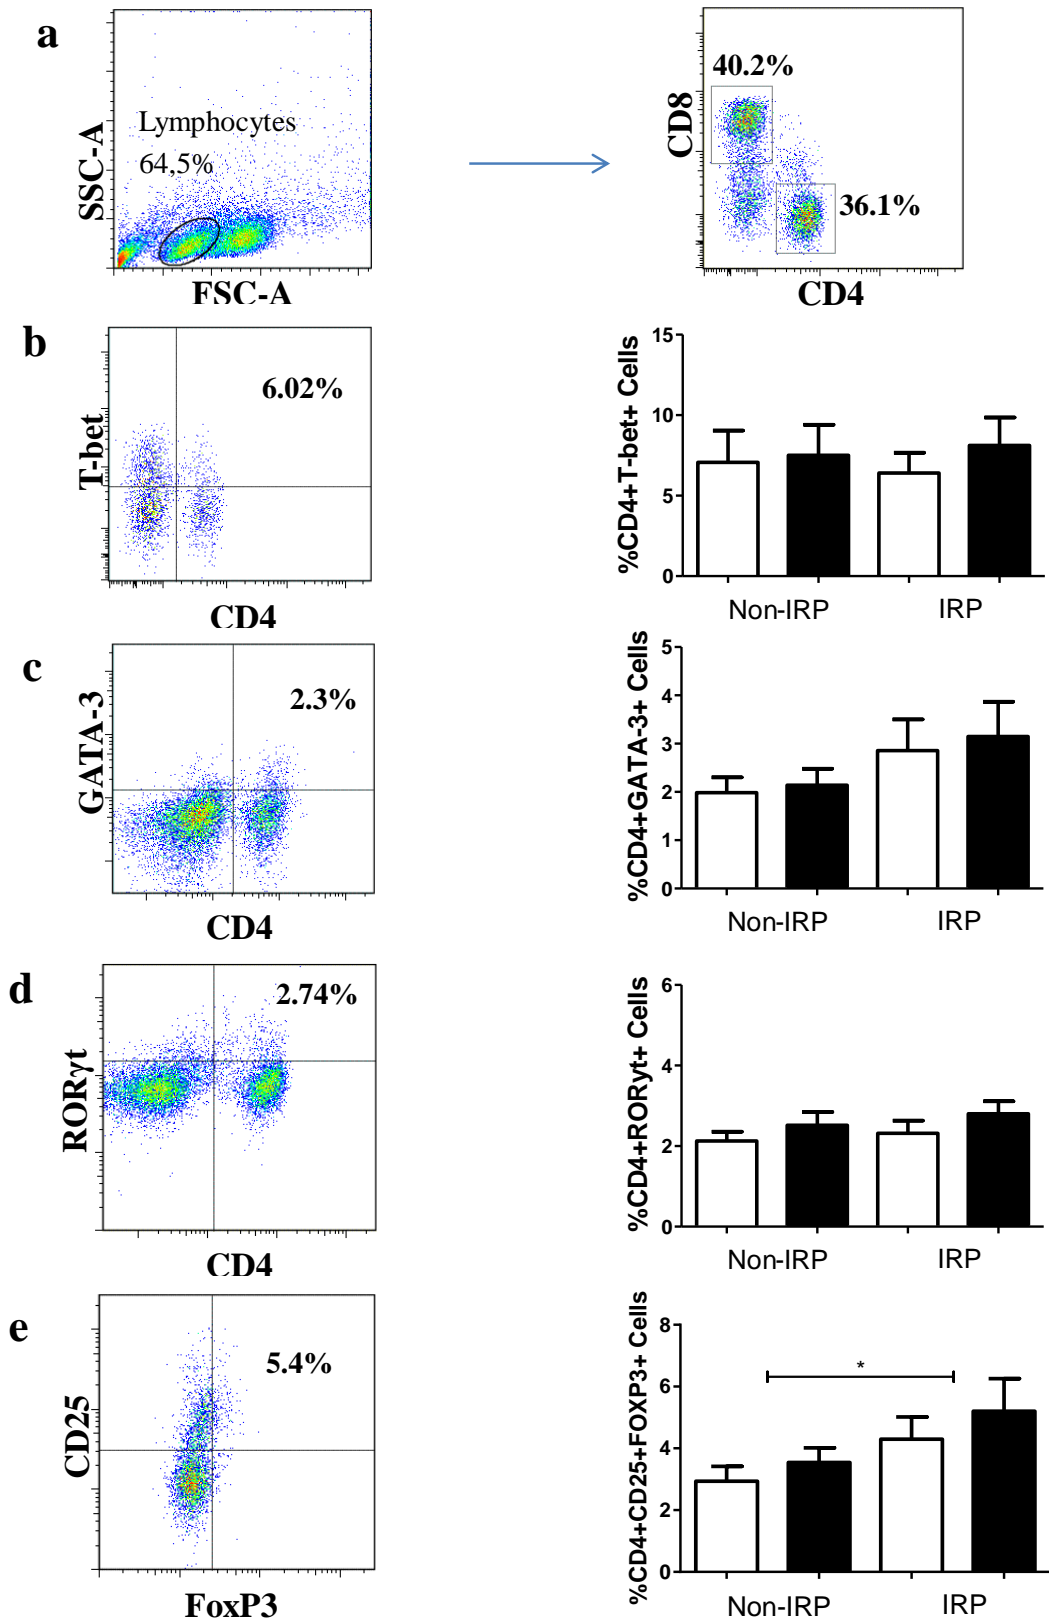 a
SSC-A
Lymphocytes
64,5%
FSC-A
40.2%
CD8
36.1%
CD4
b
T-bet
6.02%
CD4
%CD4+T-bet+ Cells
15
10
5
0
Non-IRP
IRP
c
GATA-3
2.3%
CD4
%CD4+GATA-3+ Cells
5
4
3
2
1
0
Non-IRP
IRP
d
RORγt
2.74%
CD4
%CD4+RORyt+ Cells
6
4
2
0
Non-IRP
IRP
e
CD25
5.4%
FoxP3
%CD4+CD25+FOXP3+ Cells
8
6
4
2
0
*
Non-IRP
IRP